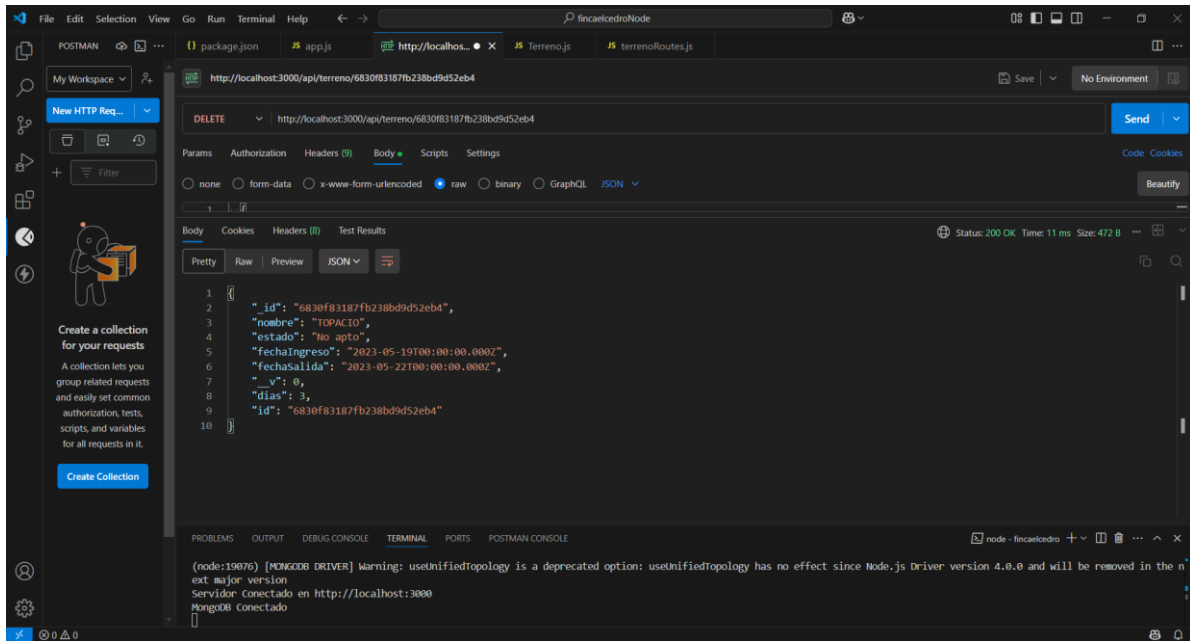 File Edit Selection View Go Run Terminal Help
fincaelcedroNode
POSTMAN
package.json
JS app.js
HTTP http://localhos...
JS Terreno.js
JS terrenoRoutes.js
My Workspace
HTTP http://localhost:3000/api/terreno/6830f83187fb238bd9d52eb4
Save
No Environment
New HTTP Req...
DELETE
http://localhost:3000/api/terreno/6830f83187fb238bd9d52eb4
Send
Params Authorization Headers (9) Body Scripts Settings
Code Cookies
Filter
none form-data x-www-form-urlencoded raw binary GraphQL JSON
Beautify
1 {
Body Cookies Headers (8) Test Results
Status: 200 OK Time: 11 ms Size: 472 B
Pretty Raw Preview JSON
1 {
2 "_id": "6830f83187fb238bd9d52eb4",
3 "nombre": "TOPACIO",
4 "estado": "No apto",
5 "fechaIngreso": "2023-05-19T00:00:00.000Z",
6 "fechaSalida": "2023-05-22T00:00:00.000Z",
7 "__v": 0,
8 "dias": 3,
9 "id": "6830f83187fb238bd9d52eb4"
10 }
Create a collection
for your requests
A collection lets you
group related requests
and easily set common
authorization, tests,
scripts, and variables
for all requests in it.
Create Collection
PROBLEMS OUTPUT DEBUG CONSOLE TERMINAL PORTS POSTMAN CONSOLE
node - fincaelcedro
(node:19076) [MONGODB DRIVER] Warning: useUnifiedTopology is a deprecated option: useUnifiedTopology has no effect since Node.js Driver version 4.0.0 and will be removed in the n
ext major version
Servidor Conectado en http://localhost:3000
MongoDB Conectado
0 0 0